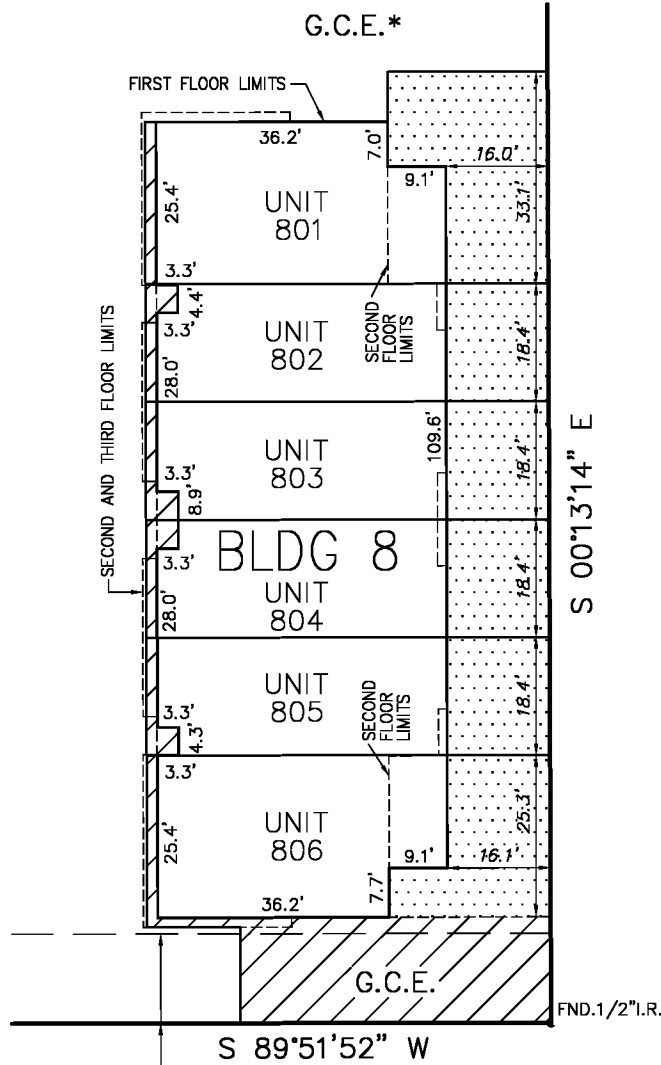 G.C.E.*
FIRST FLOOR LIMITS
36.2'
7.0'
16.0'
9.1'
33.1'
25.4'
UNIT
801
3.3'
4.4'
SECOND
FLOOR
LIMITS
3.3'
UNIT
802
18.4'
28.0'
SECOND AND THIRD FLOOR LIMITS
109.6'
UNIT
803
18.4'
3.3'
8.9'
S 00°13'14" E
BLDG 8
3.3'
UNIT
804
18.4'
28.0'
UNIT
805
18.4'
3.3'
4.3'
SECOND
FLOOR
LIMITS
3.3'
UNIT
806
25.3'
25.4'
9.1'
16.1'
7.7'
36.2'
G.C.E.
FND.1/2"I.R.
S 89°51'52" W